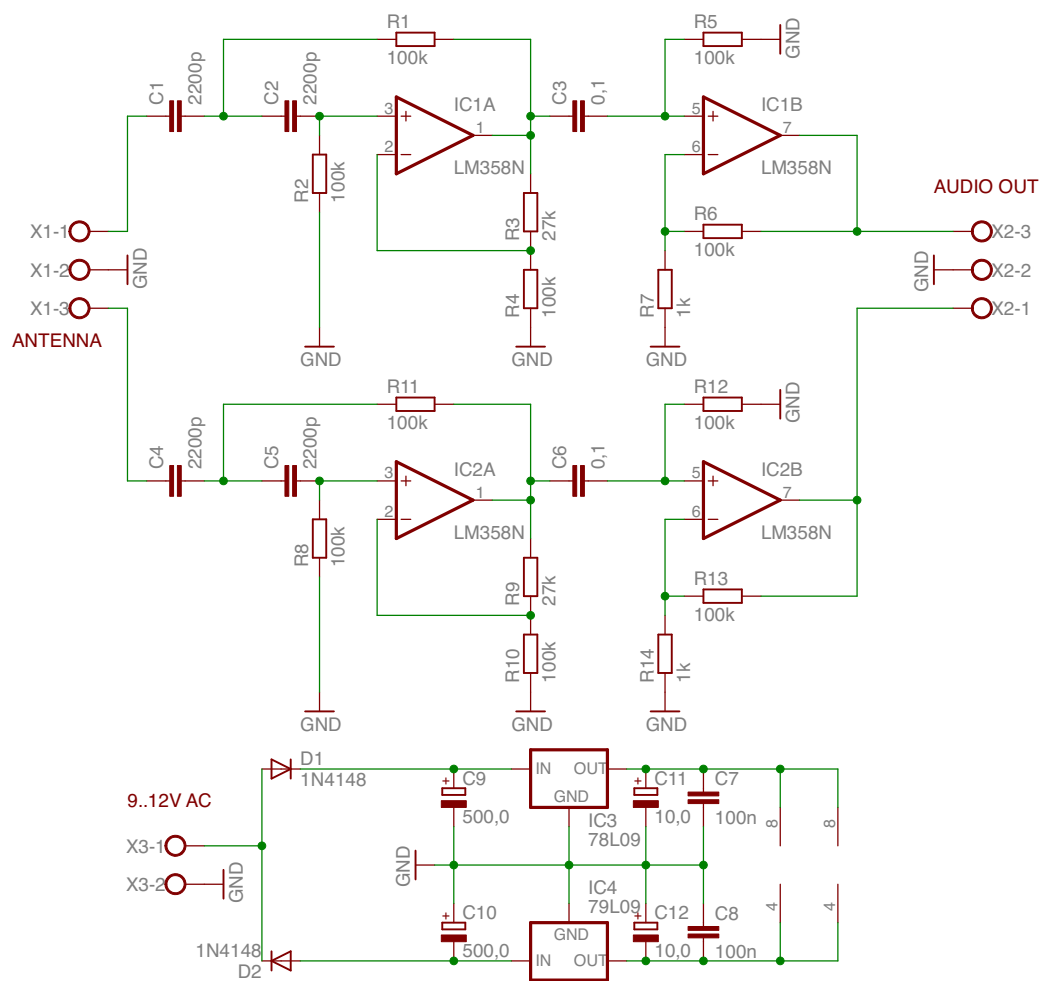 R1
100k
R5
100k
GND
C1
2200p
C2
2200p
C3
0,1
3
2
1
IC1A
LM358N
5
6
7
IC1B
LM358N
R2
100k
R3
27k
R4
100k
R6
100k
R7
1k
AUDIO OUT
X1-1
X1-2
GND
X1-3
ANTENNA
X2-3
GND
X2-2
X2-1
GND
GND
GND
R11
100k
R12
100k
GND
C4
2200p
C5
2200p
C6
0,1
3
2
1
IC2A
LM358N
5
6
7
IC2B
LM358N
R8
100k
R9
27k
R10
100k
R13
100k
R14
1k
GND
GND
GND
D1
1N4148
9..12V AC
X3-1
X3-2
GND
1N4148
D2
+
C9
500,0
IN
OUT
GND
IC3
78L09
+
C11
10,0
C7
100n
8
8
GND
+
C10
500,0
IC4
79L09
GND
IN
OUT
+
C12
10,0
C8
100n
4
4